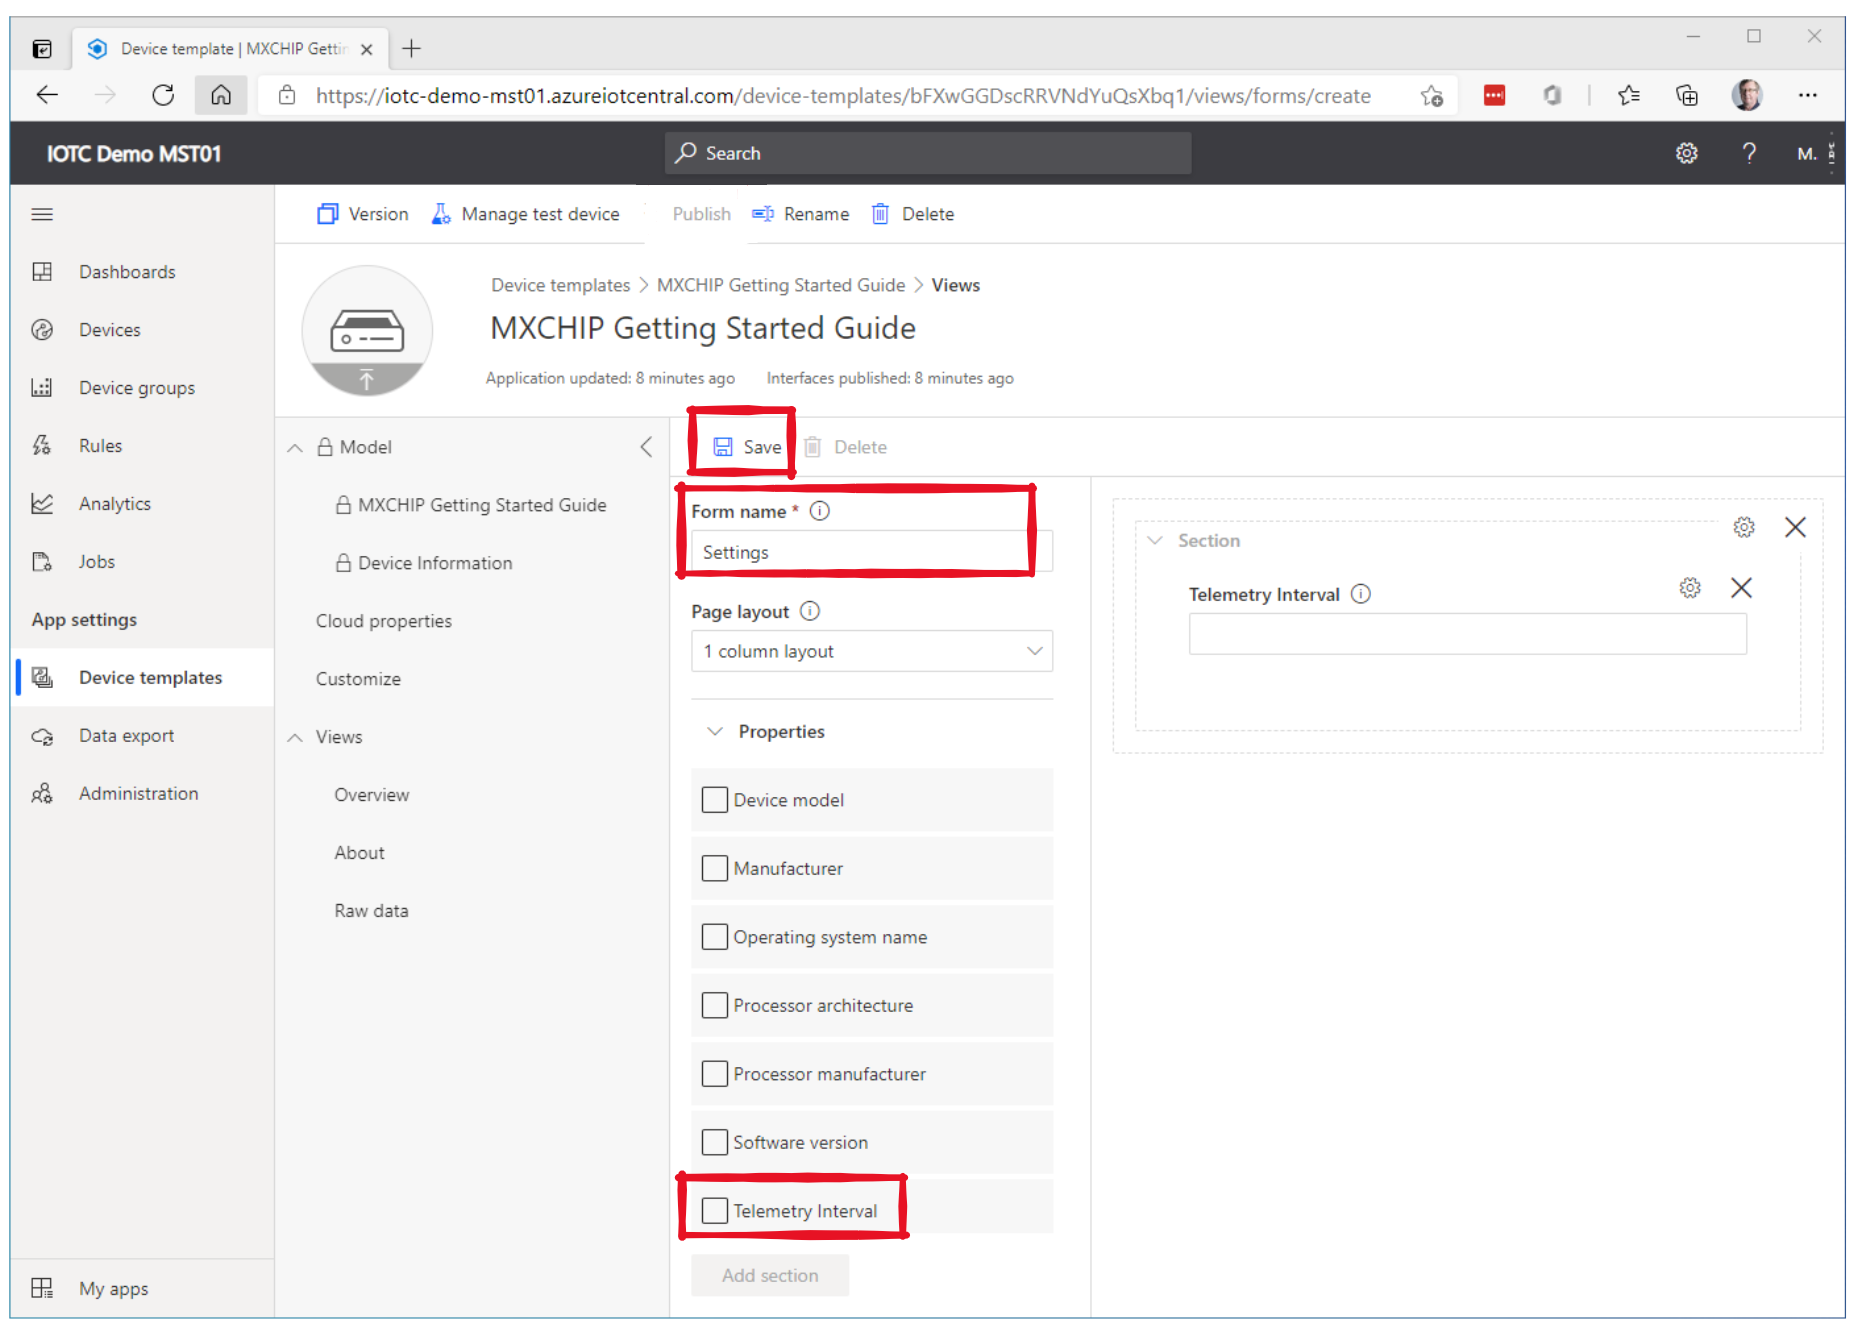 Device template | MXCHIP Gettin
https://iotc-demo-mst01.azureiotcentral.com/device-templates/bFXwGGDscRRVNdYuQsXbq1/views/forms/create
IOTC Demo MST01
Search
?
M.
Version
Manage test device
Publish
Rename
Delete
Dashboards
Devices
Device groups
Rules
Analytics
Jobs
App settings
Device templates
Data export
Administration
My apps
Device templates > MXCHIP Getting Started Guide > Views
MXCHIP Getting Started Guide
Application updated: 8 minutes ago
Interfaces published: 8 minutes ago
Model
MXCHIP Getting Started Guide
Device Information
Cloud properties
Customize
Views
Overview
About
Raw data
Save
Delete
Form name *
Settings
Page layout
1 column layout
Properties
Device model
Manufacturer
Operating system name
Processor architecture
Processor manufacturer
Software version
Telemetry Interval
Add section
Section
Telemetry Interval